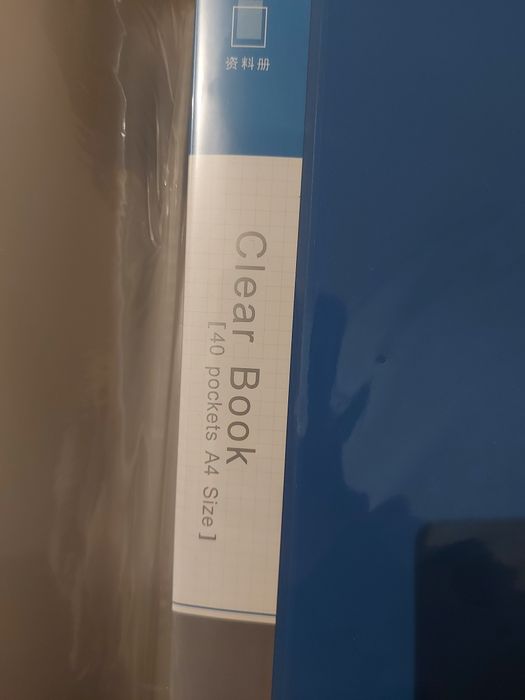 资料册
Clear Book
[40 pockets A4 Size]